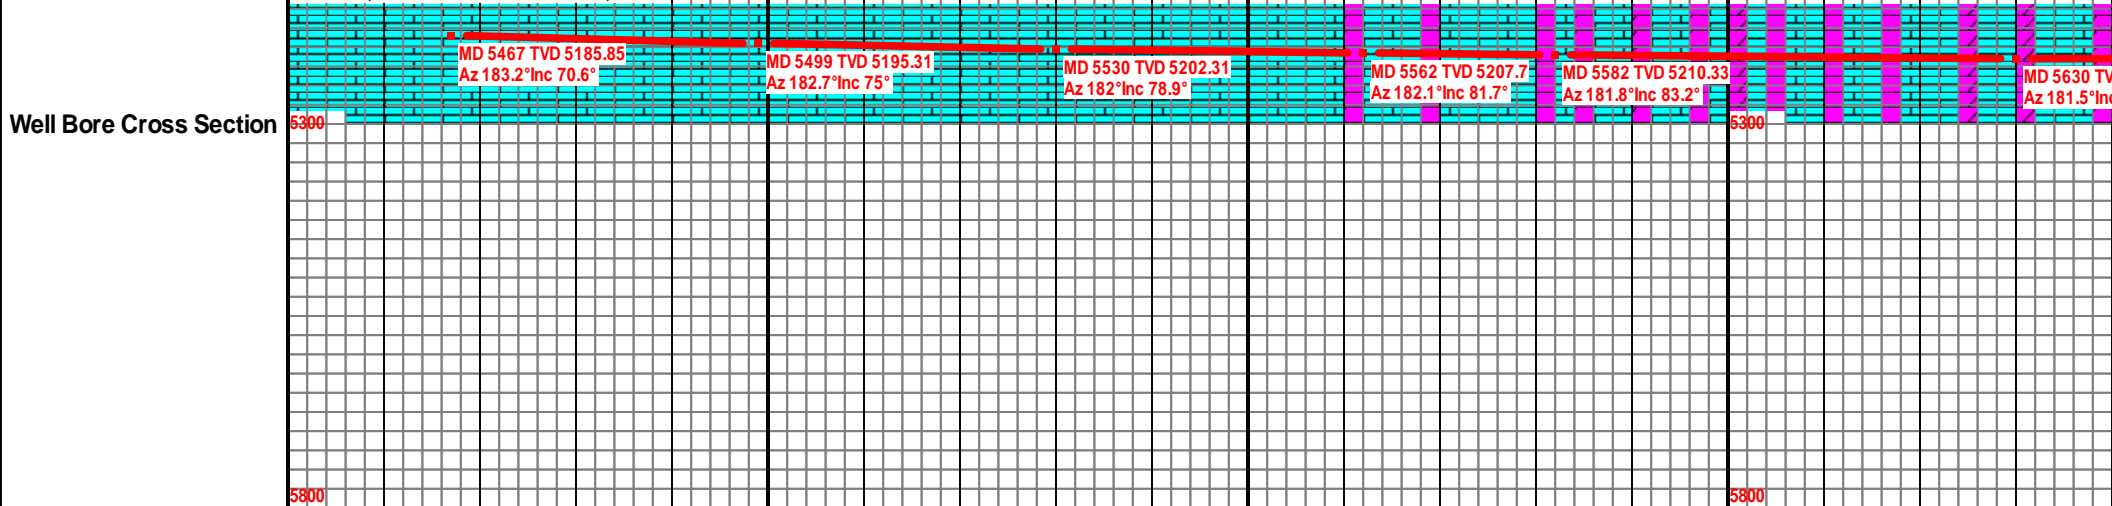 MD 5467 TVD 5185.85
Az 183.2°Inc 70.6°
MD 5499 TVD 5195.31
Az 182.7°Inc 75°
MD 5530 TVD 5202.31
Az 182°Inc 78.9°
MD 5562 TVD 5207.7
Az 182.1°Inc 81.7°
MD 5582 TVD 5210.33
Az 181.8°Inc 83.2°
MD 5630 TV
Az 181.5°Inc
Well Bore Cross Section
5300
5300
5800
5800